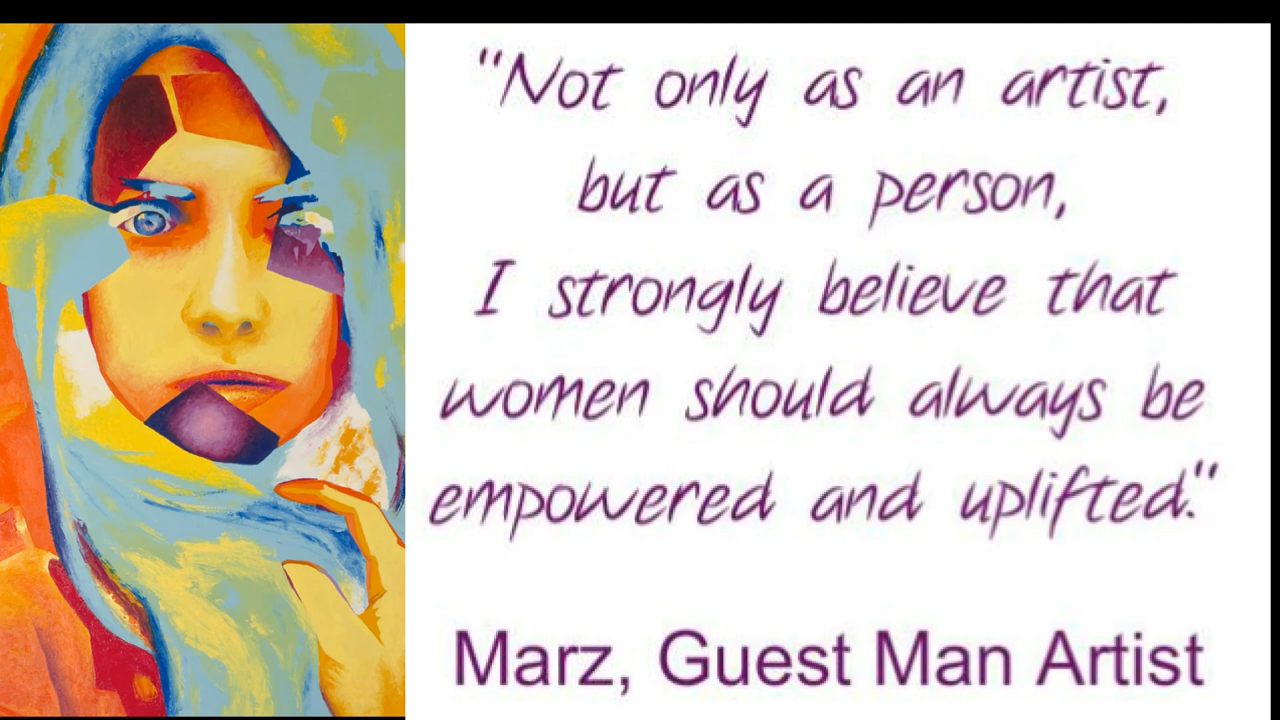 "Not only as an artist,
but as a person,
I strongly believe that
women should always be
empowered and uplifted."
Marz, Guest Man Artist